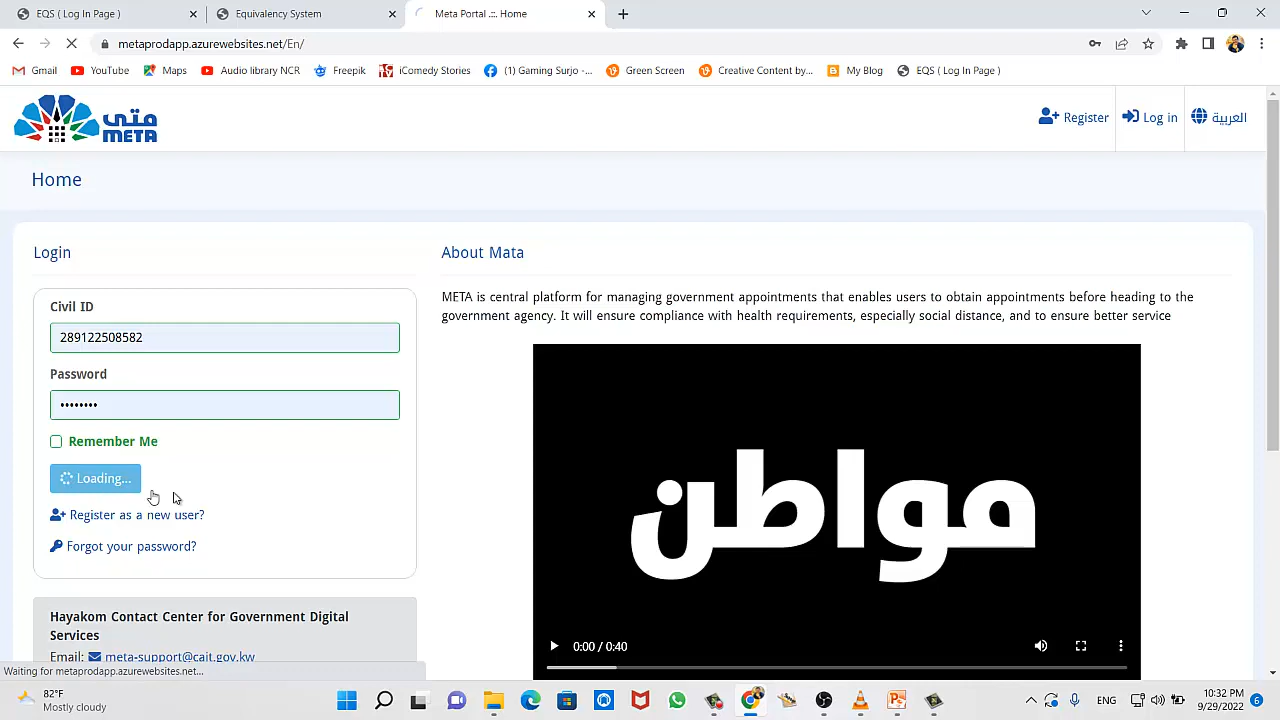 EQS ( Log In Page )
Equivalency System
Meta Portal .::. Home
metaprodapp.azurewebsites.net/En/
Gmail
YouTube
Maps
Audio library NCR
Freepik
iComedy Stories
(1) Gaming Surjo -...
Green Screen
Creative Content by...
My Blog
EQS ( Log In Page )
متى
META
Register
Log in
العربية
Home
Login
About Mata
Civil ID
289122508582
Password
••••••••
Remember Me
Loading...
Register as a new user?
Forgot your password?
META is central platform for managing government appointments that enables users to obtain appointments before heading to the
government agency. It will ensure compliance with health requirements, especially social distance, and to ensure better service
مواطن
0:00 / 0:40
Hayakom Contact Center for Government Digital
Services
Email: meta-support@cait.gov.kw
Waiting for metaprodapp.azurewebsites.net...
82°F
Mostly cloudy
ENG
10:32 PM
9/29/2022
6